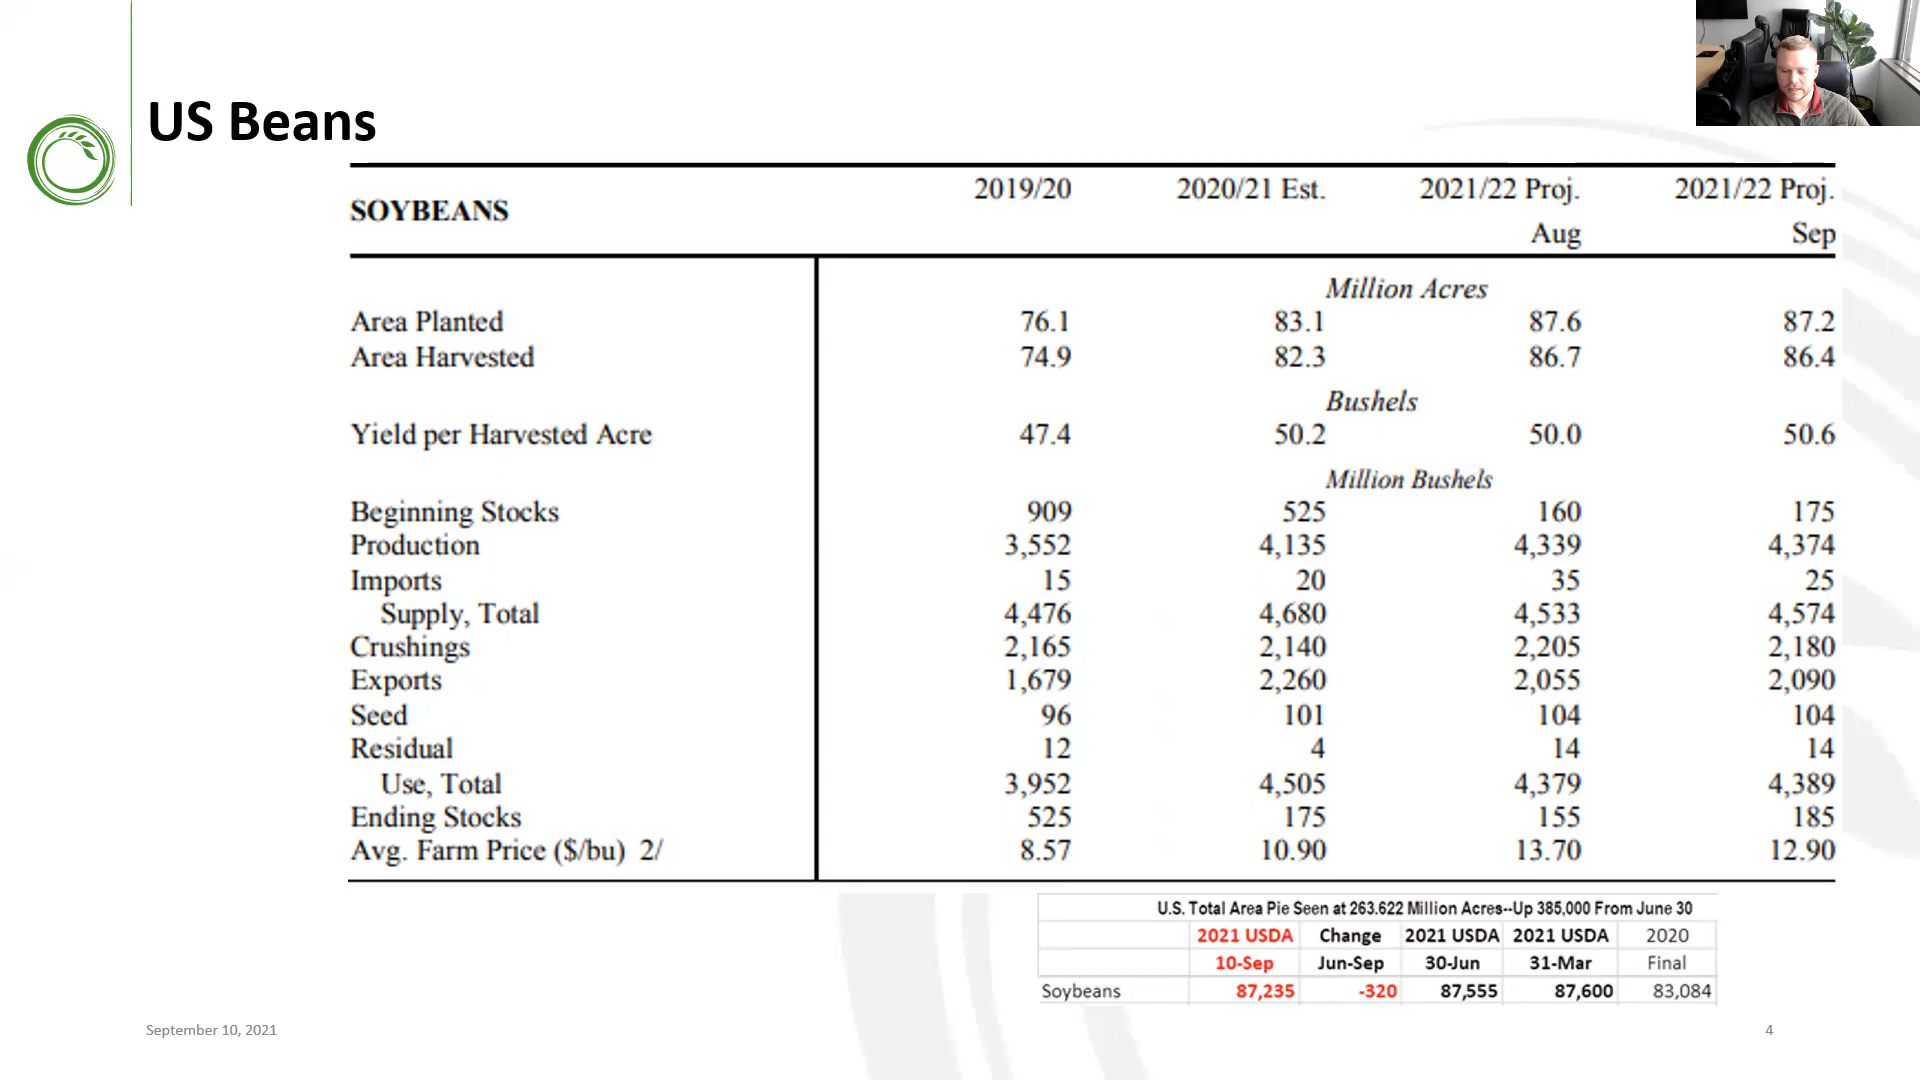 US Beans
SOYBEANS 2019/20 2020/21 Est. 2021/22 Proj. 2021/22 Proj.
Aug Sep
Million Acres
Area Planted 76.1 83.1 87.6 87.2
Area Harvested 74.9 82.3 86.7 86.4
Bushels
Yield per Harvested Acre 47.4 50.2 50.0 50.6
Million Bushels
Beginning Stocks 909 525 160 175
Production 3,552 4,135 4,339 4,374
Imports 15 20 35 25
Supply, Total 4,476 4,680 4,533 4,574
Crushings 2,165 2,140 2,205 2,180
Exports 1,679 2,260 2,055 2,090
Seed 96 101 104 104
Residual 12 4 14 14
Use, Total 3,952 4,505 4,379 4,389
Ending Stocks 525 175 155 185
Avg. Farm Price ($/bu) 2/ 8.57 10.90 13.70 12.90
U.S. Total Area Pie Seen at 263.622 Million Acres--Up 385,000 From June 30
2021 USDA Change 2021 USDA 2021 USDA 2020
10-Sep Jun-Sep 30-Jun 31-Mar Final
Soybeans 87,235 -320 87,555 87,600 83,084
September 10, 2021 4